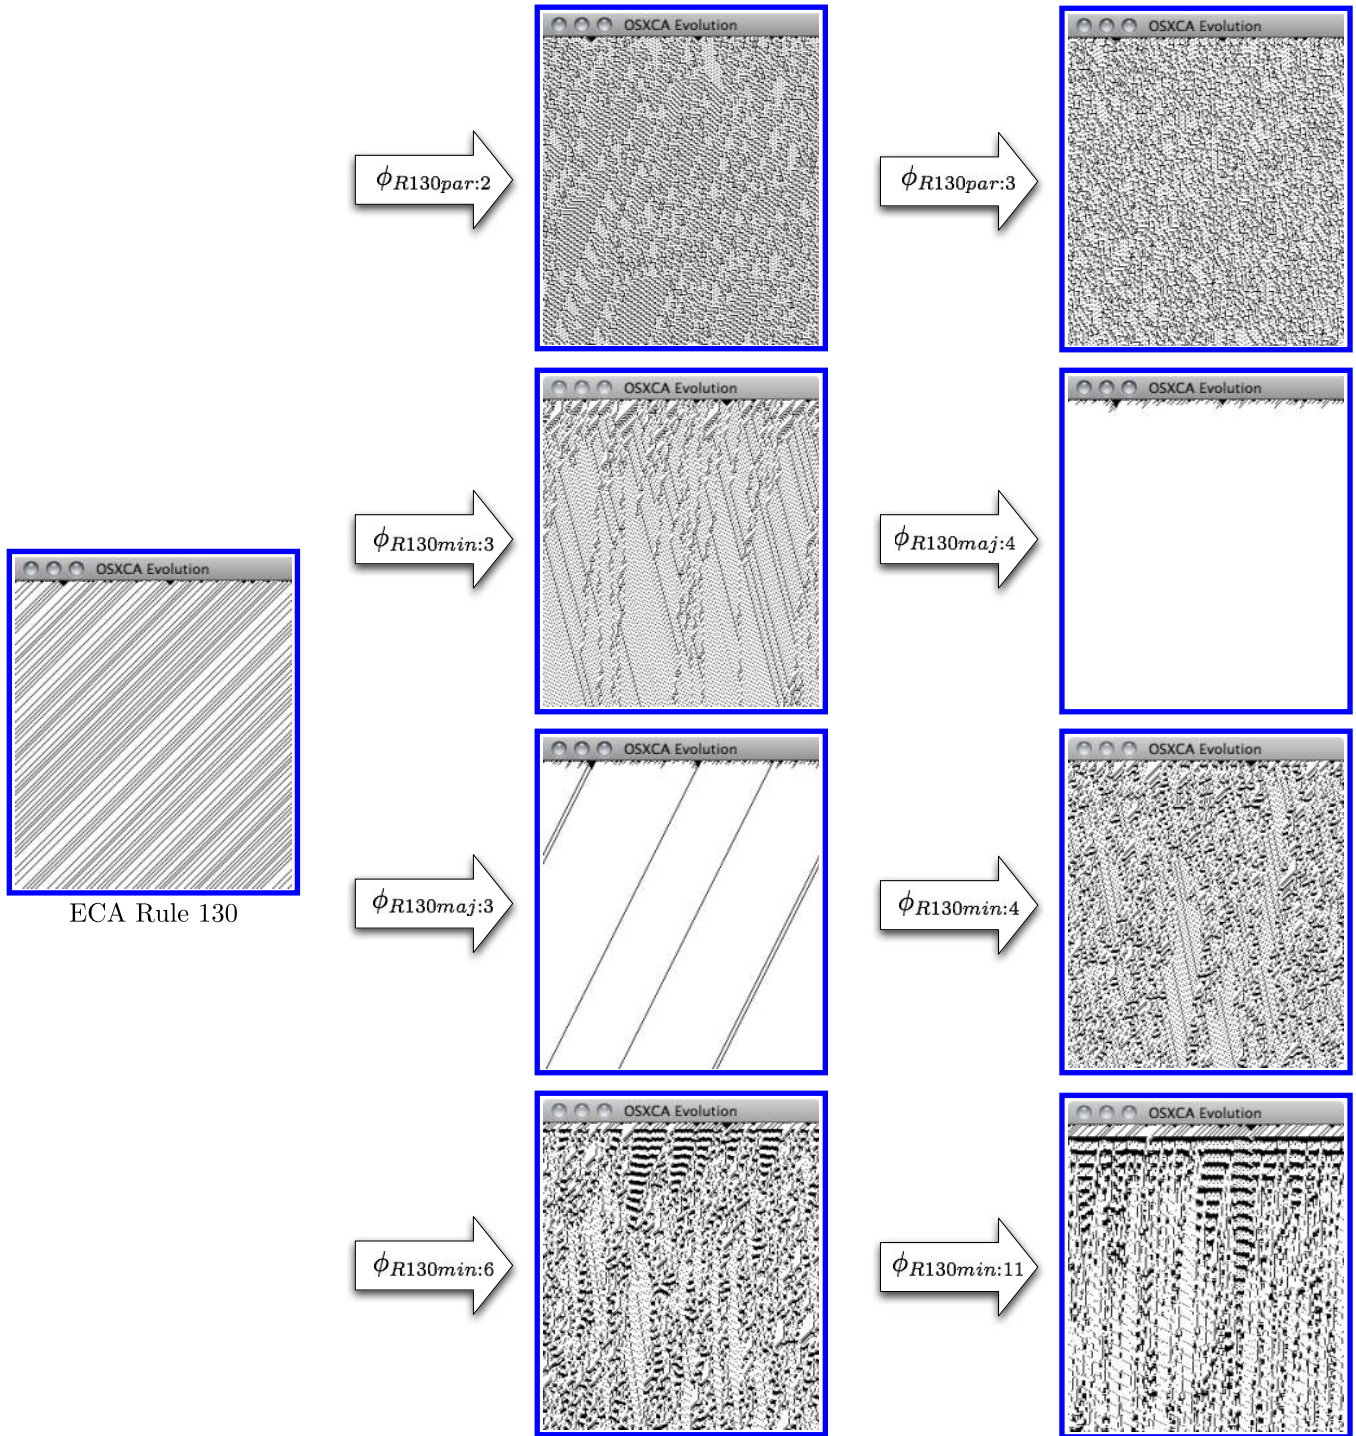 OSXCA Evolution
OSXCA Evolution
ϕR130par:2
ϕR130par:3
OSXCA Evolution
OSXCA Evolution
ϕR130min:3
ϕR130maj:4
OSXCA Evolution
ECA Rule 130
OSXCA Evolution
OSXCA Evolution
ϕR130maj:3
ϕR130min:4
OSXCA Evolution
OSXCA Evolution
ϕR130min:6
ϕR130min:11